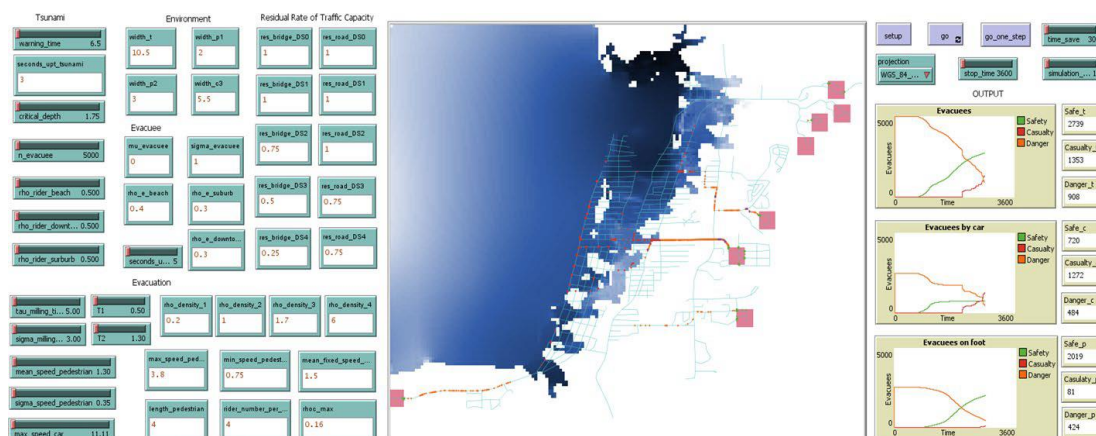 Tsunami
warning_time 6.5
seconds_upt_tsunami
3
critical_depth 1.75
n_evacuee 5000
rho_rider_beach 0.500
rho_rider_downt... 0.500
rho_rider_surburb 0.500
Environment
width_t
10.5
width_p1
2
width_p2
3
width_c3
5.5
Evacuee
mu_evacuee
0
sigma_evacuee
1
rho_e_beach
0.4
rho_e_suburb
0.3
rho_e_downto...
0.3
seconds_u... 5
Residual Rate of Traffic Capacity
res_bridge_DS0
1
res_road_DS0
1
res_bridge_DS1
1
res_road_DS1
1
res_bridge_DS2
0.75
res_road_DS2
1
res_bridge_DS3
0.5
res_road_DS3
0.75
res_bridge_DS4
0.25
res_road_DS4
0.75
Evacuation
tau_milling_ti... 5.00
T1 0.50
sigma_milling... 3.00
T2 1.30
mean_speed_pedestrian 1.30
sigma_speed_pedestrian 0.35
max_speed_car 11.11
rho_density_1
0.2
rho_density_2
1
rho_density_3
1.7
rho_density_4
6
max_speed_ped...
3.8
min_speed_pedest...
0.75
mean_fixed_speed_...
1.5
length_pedestrian
4
rider_number_per_...
4
rhoc_max
0.16
setup
go
go_one_step
time_save 30
projection
WGS_84_...
stop_time 3600
simulation_... 1
OUTPUT
Evacuees
5000
Evacuees
0
0
Time
3600
Safety
Casualty
Danger
Safe_t
2739
Casualty_
1353
Danger_t
908
Evacuees by car
5000
Evacuees
0
0
Time
3600
Safety
Casualty
Danger
Safe_c
720
Casualty_
1272
Danger_c
484
Evacuees on foot
5000
Evacuees
0
Time
3600
Safety
Casualty
Danger
Safe_p
2019
Casulaty_p
81
Danger_p
424